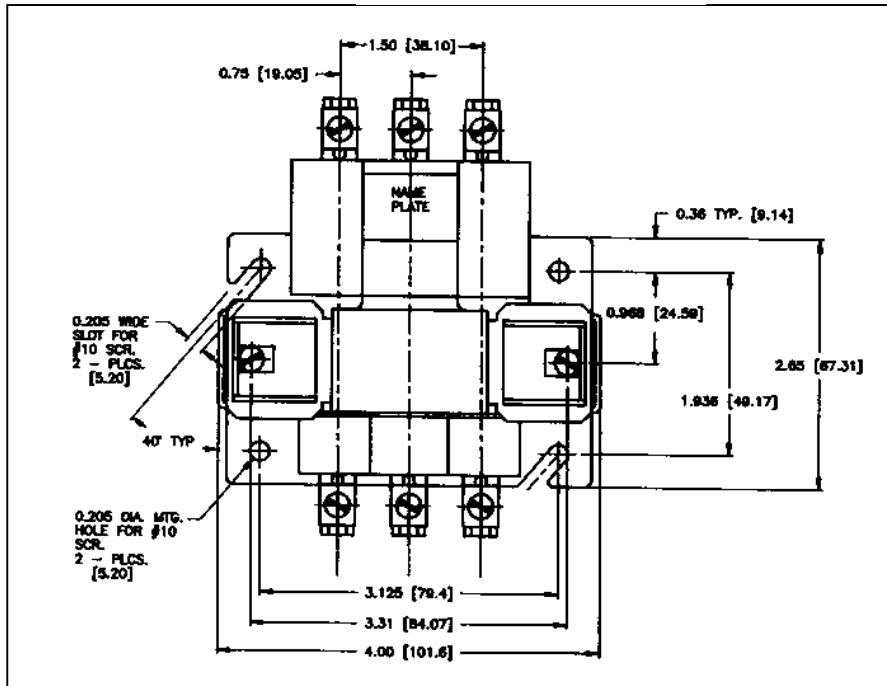 1.50 [38.10]
0.75 [19.05]
NAME
PLATE
0.36 TYP. [9.14]
0.205 WIDE
SLOT FOR
#10 SCR.
2 - PLCS.
[5.20]
0.968 [24.59]
2.65 [67.31]
1.936 [49.17]
40° TYP
0.205 DIA. MTG.
HOLE FOR #10
SCR.
2 - PLCS.
[5.20]
3.125 [79.4]
3.31 [84.07]
4.00 [101.6]